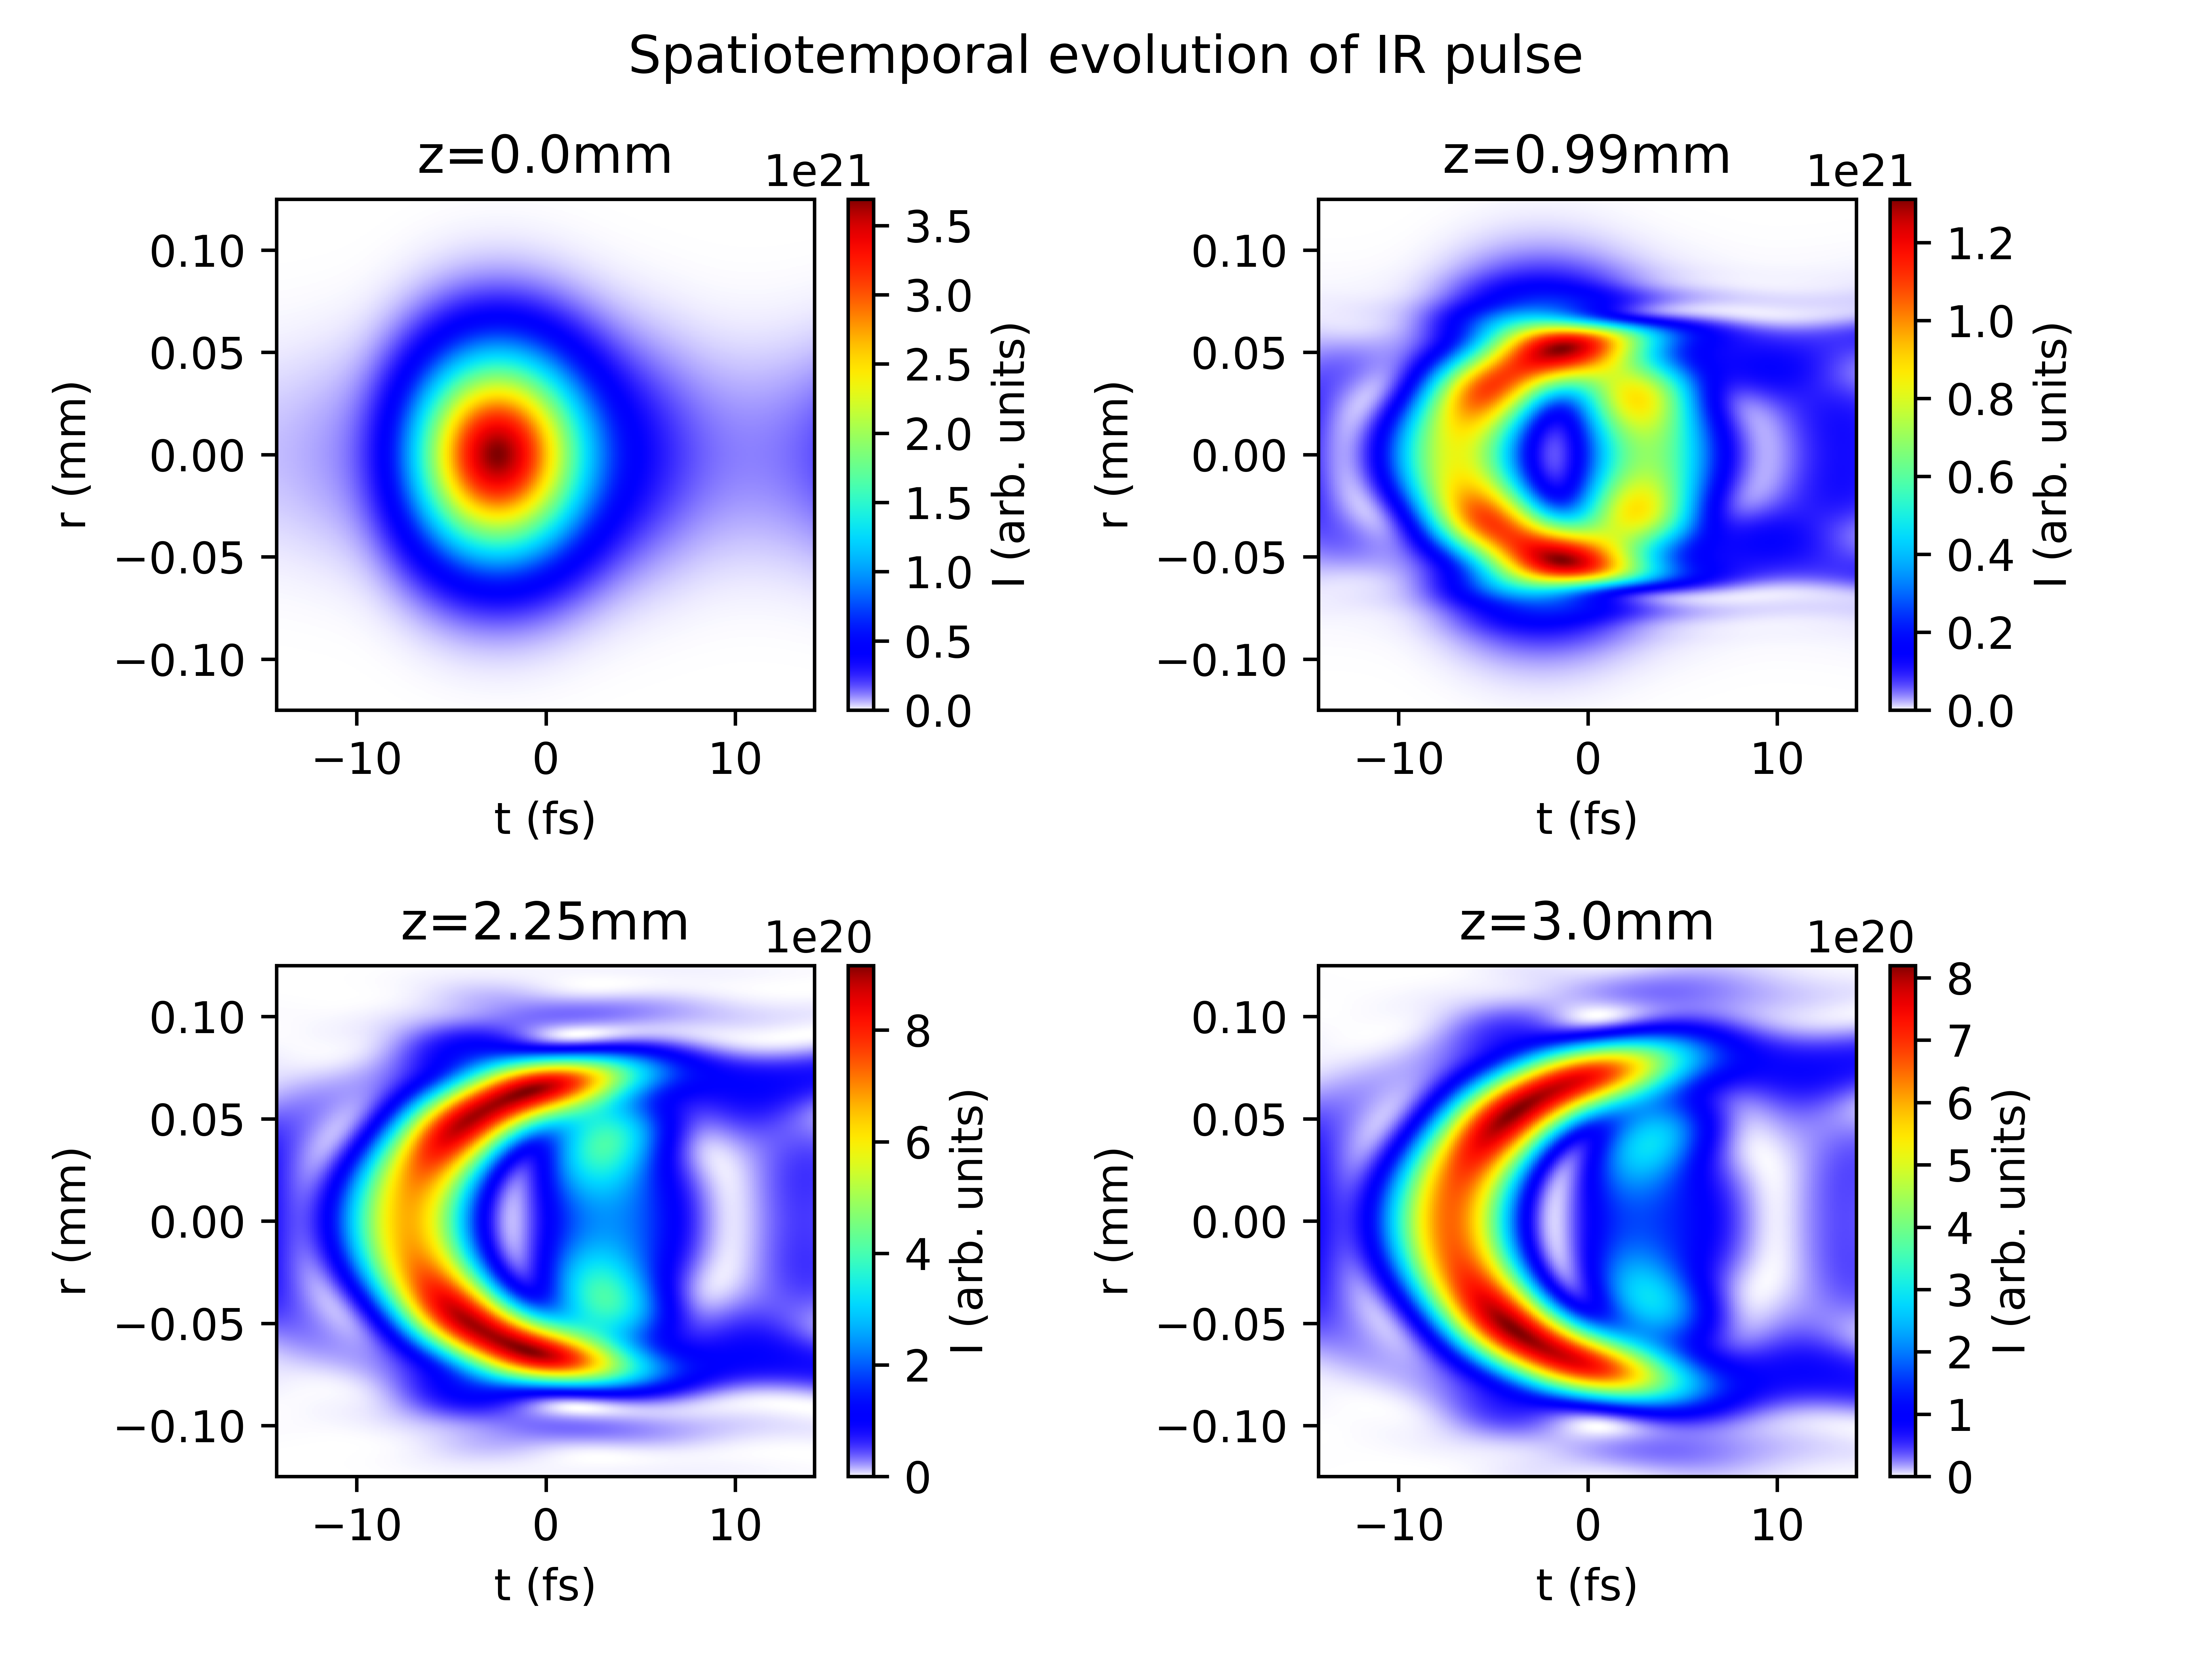 Spatiotemporal evolution of IR pulse
z=0.0mm
1e21
0.10
0.05
0.00
−0.05
−0.10
r (mm)
−10 0 10
t (fs)
3.5
3.0
2.5
2.0
1.5
1.0
0.5
0.0
I (arb. units)
z=0.99mm
1e21
0.10
0.05
0.00
−0.05
−0.10
r (mm)
−10 0 10
t (fs)
1.2
1.0
0.8
0.6
0.4
0.2
0.0
I (arb. units)
z=2.25mm
1e20
0.10
0.05
0.00
−0.05
−0.10
r (mm)
−10 0 10
t (fs)
8
6
4
2
0
I (arb. units)
z=3.0mm
1e20
0.10
0.05
0.00
−0.05
−0.10
r (mm)
−10 0 10
t (fs)
8
7
6
5
4
3
2
1
0
I (arb. units)